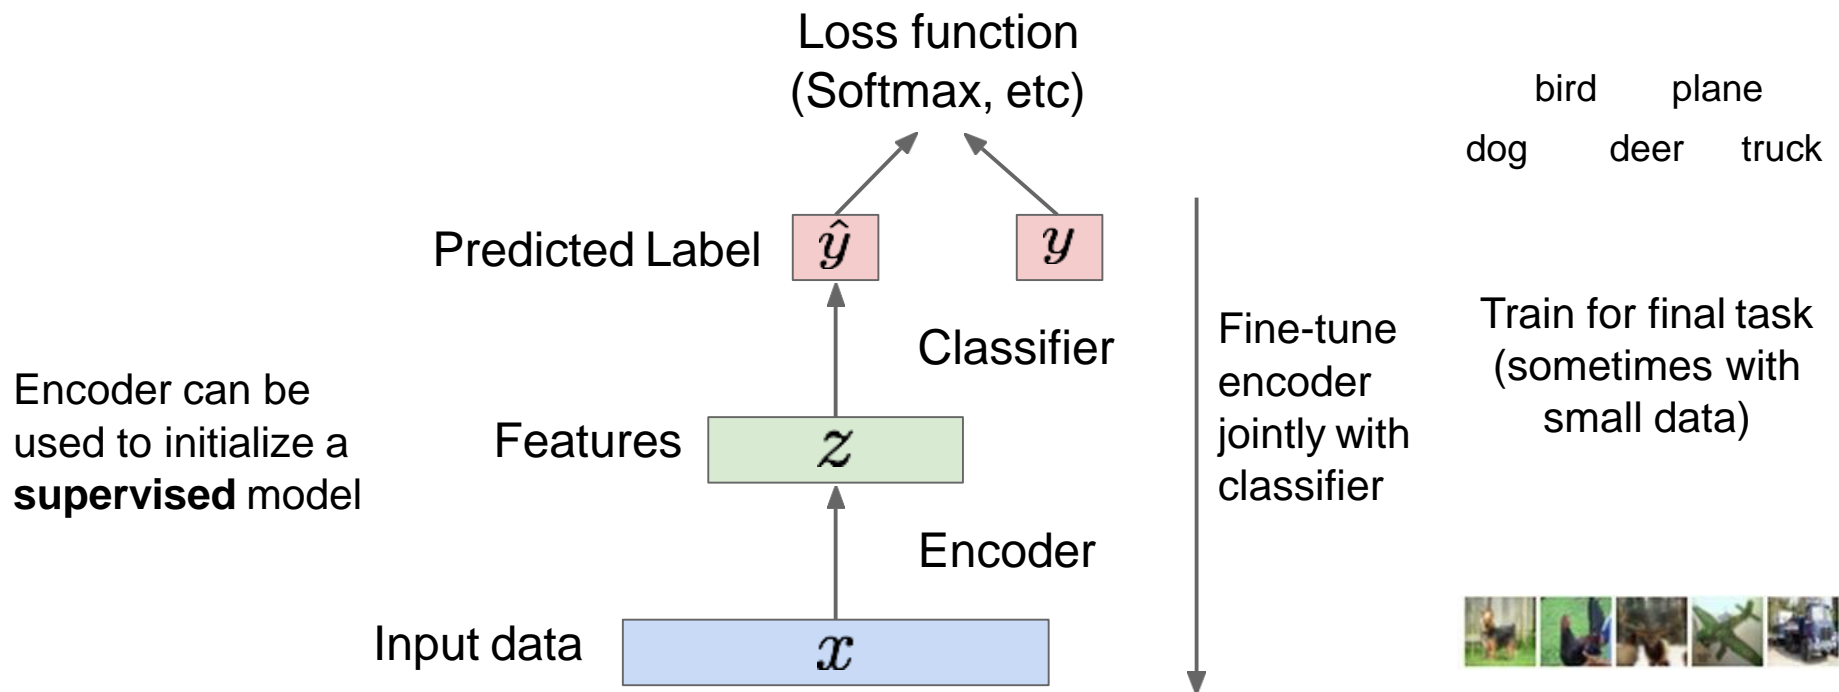 Loss function
(Softmax, etc)
bird plane
dog deer truck
Predicted Label
ŷ
y
Classifier
Fine-tune
encoder
jointly with
classifier
Train for final task
(sometimes with
small data)
Encoder can be
used to initialize a
supervised model
Features
z
Encoder
Input data
x